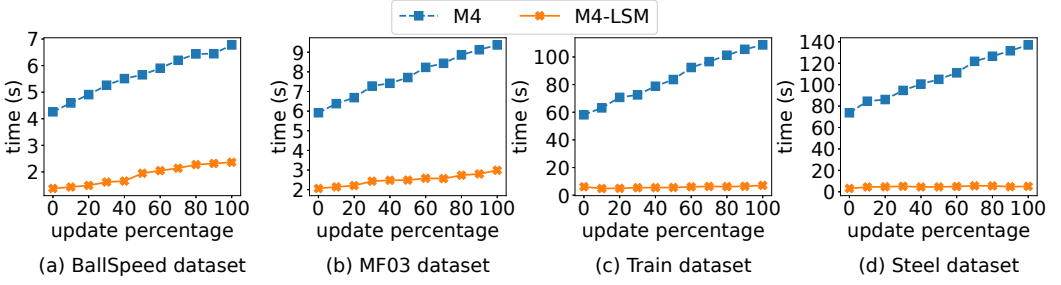 M4 M4-LSM
time (s)
7
6
5
4
3
2
0 20 40 60 80 100
update percentage
(a) BallSpeed dataset
time (s)
9
8
7
6
5
4
3
2
0 20 40 60 80 100
update percentage
(b) MF03 dataset
time (s)
100
80
60
40
20
0
0 20 40 60 80 100
update percentage
(c) Train dataset
time (s)
140
120
100
80
60
40
20
0
0 20 40 60 80 100
update percentage
(d) Steel dataset